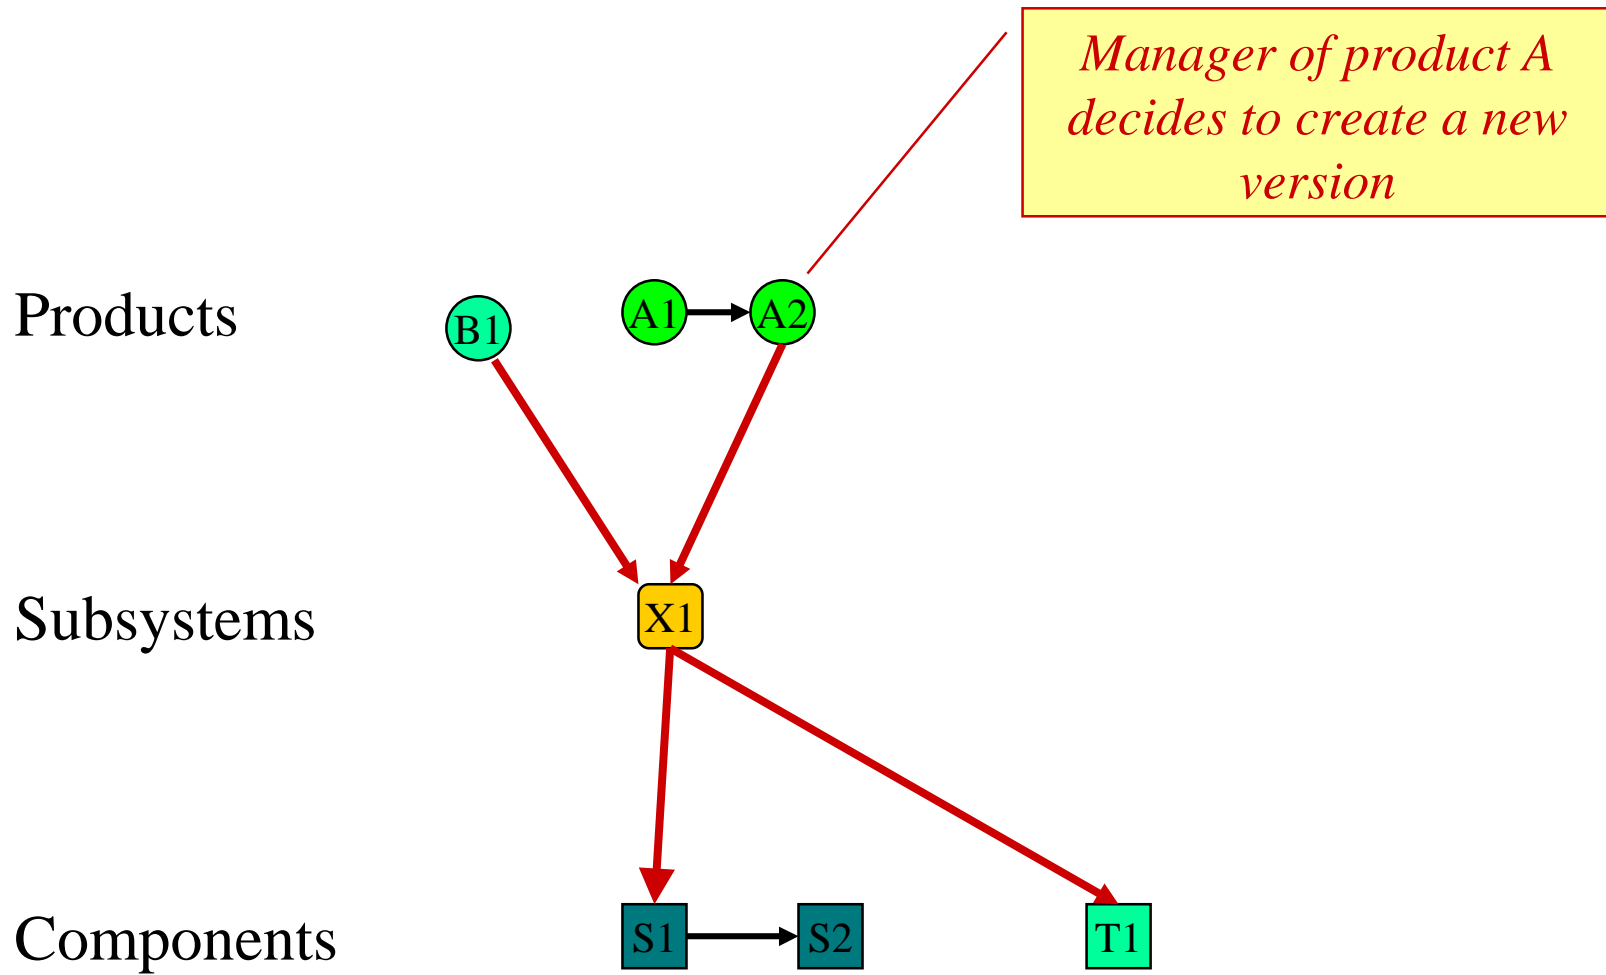 Manager of product A
decides to create a new
version
Products
B1
A1
A2
Subsystems
X1
Components
S1
S2
T1